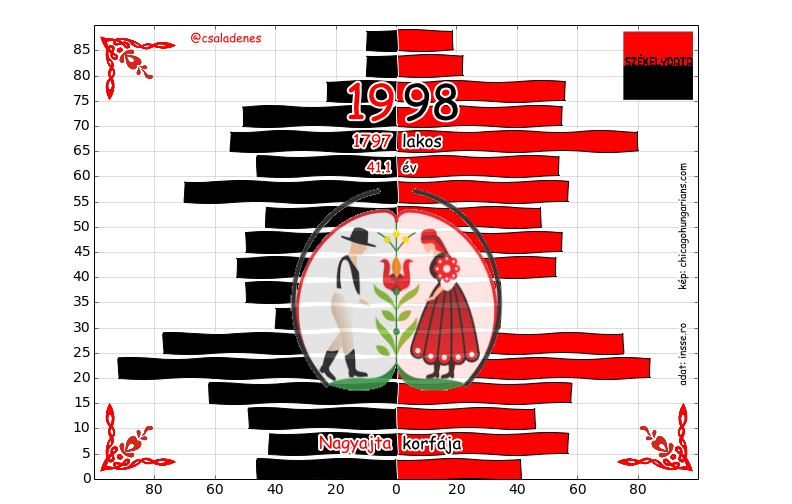 @csaladenes
SZÉKELYDATA
1998
1797 lakos
41.1 év
kép: chicagohungarians.com
adat: insse.ro
Nagyajta korfája
85
80
75
70
65
60
55
50
45
40
35
30
25
20
15
10
5
0
80 60 40 20 0 20 40 60 80